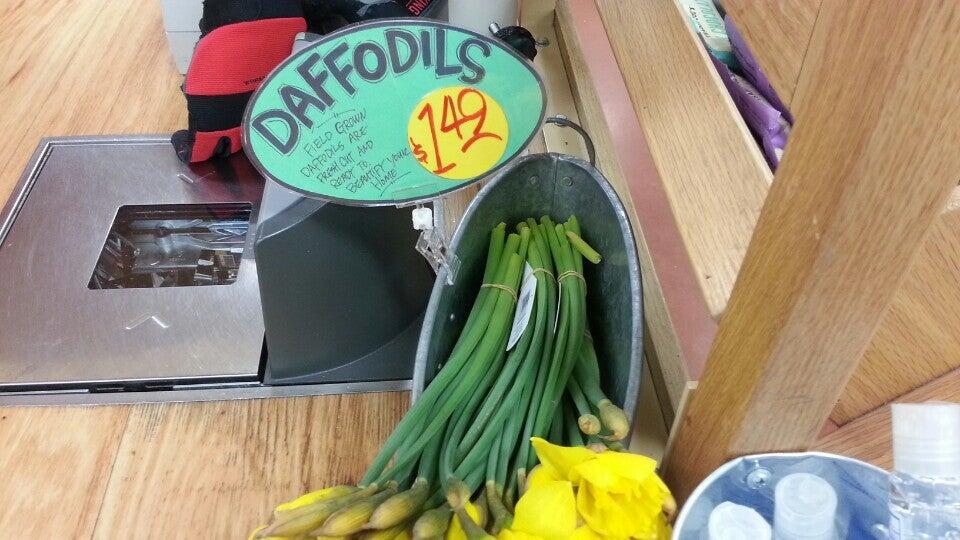 DAFFODILS
FIELD GROWN
DAFFODILS ARE
FRESH CUT AND
READY TO
BEAUTIFY YOUR
HOME
$1.49